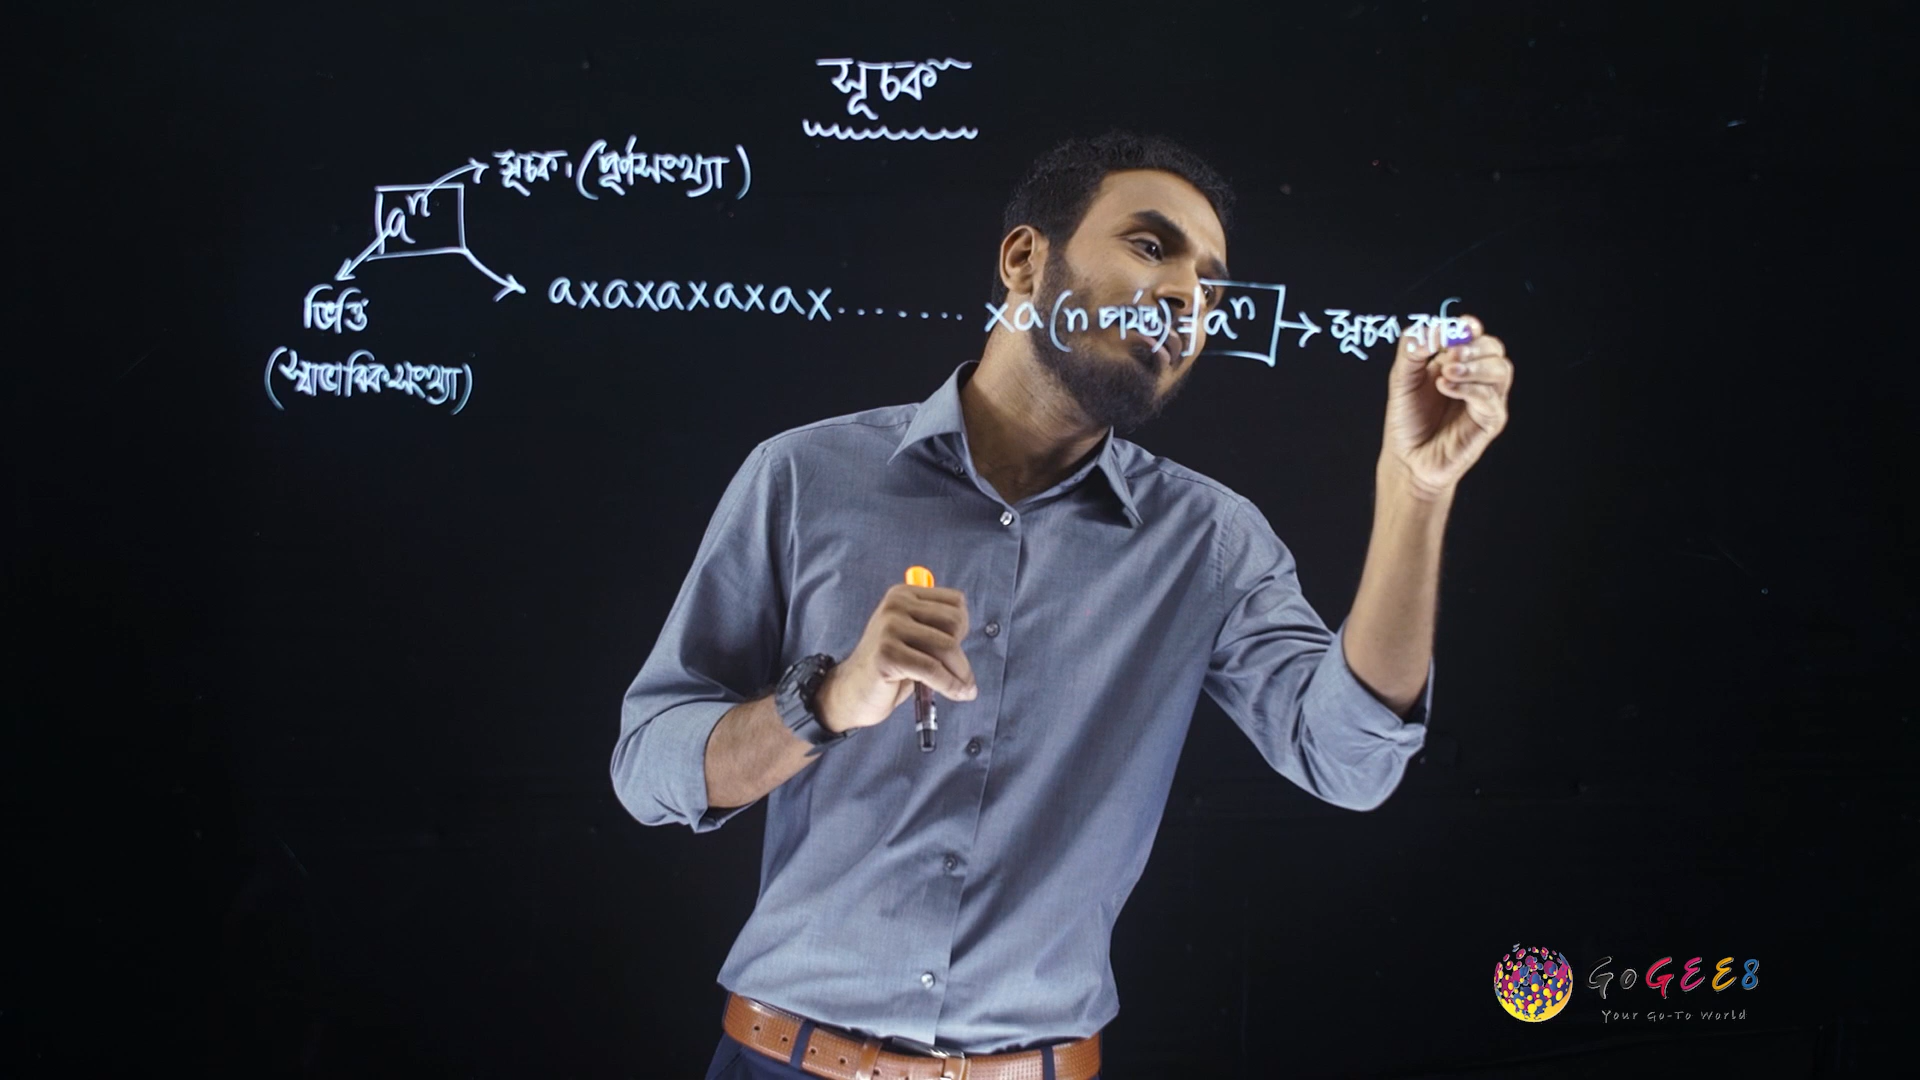 সূচক
সূচক। (পূর্ণসংখ্যা)
aⁿ
ভিত্তি
(স্বাভাবিক সংখ্যা)
axaxaxaxax....... xa (n পর্যন্ত) = aⁿ → সূচক রাশি
GoGEE8
Your Go-To World